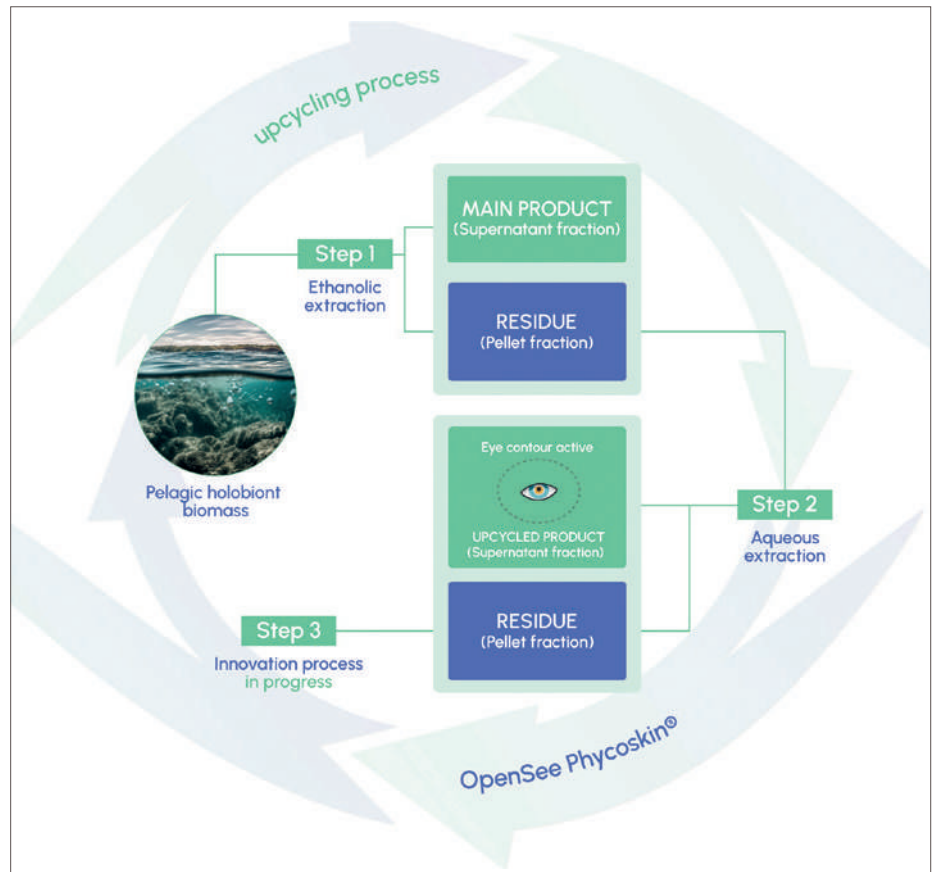 upcycling process
MAIN PRODUCT
(Supernatant fraction)
Step 1
Ethanolic
extraction
RESIDUE
(Pellet fraction)
Pelagic holobiont
biomass
Eye contour active
UPCYCLED PRODUCT
(Supernatant fraction)
Step 2
Aqueous
extraction
RESIDUE
(Pellet fraction)
Step 3
Innovation process
in progress
OpenSee Phycoskin®